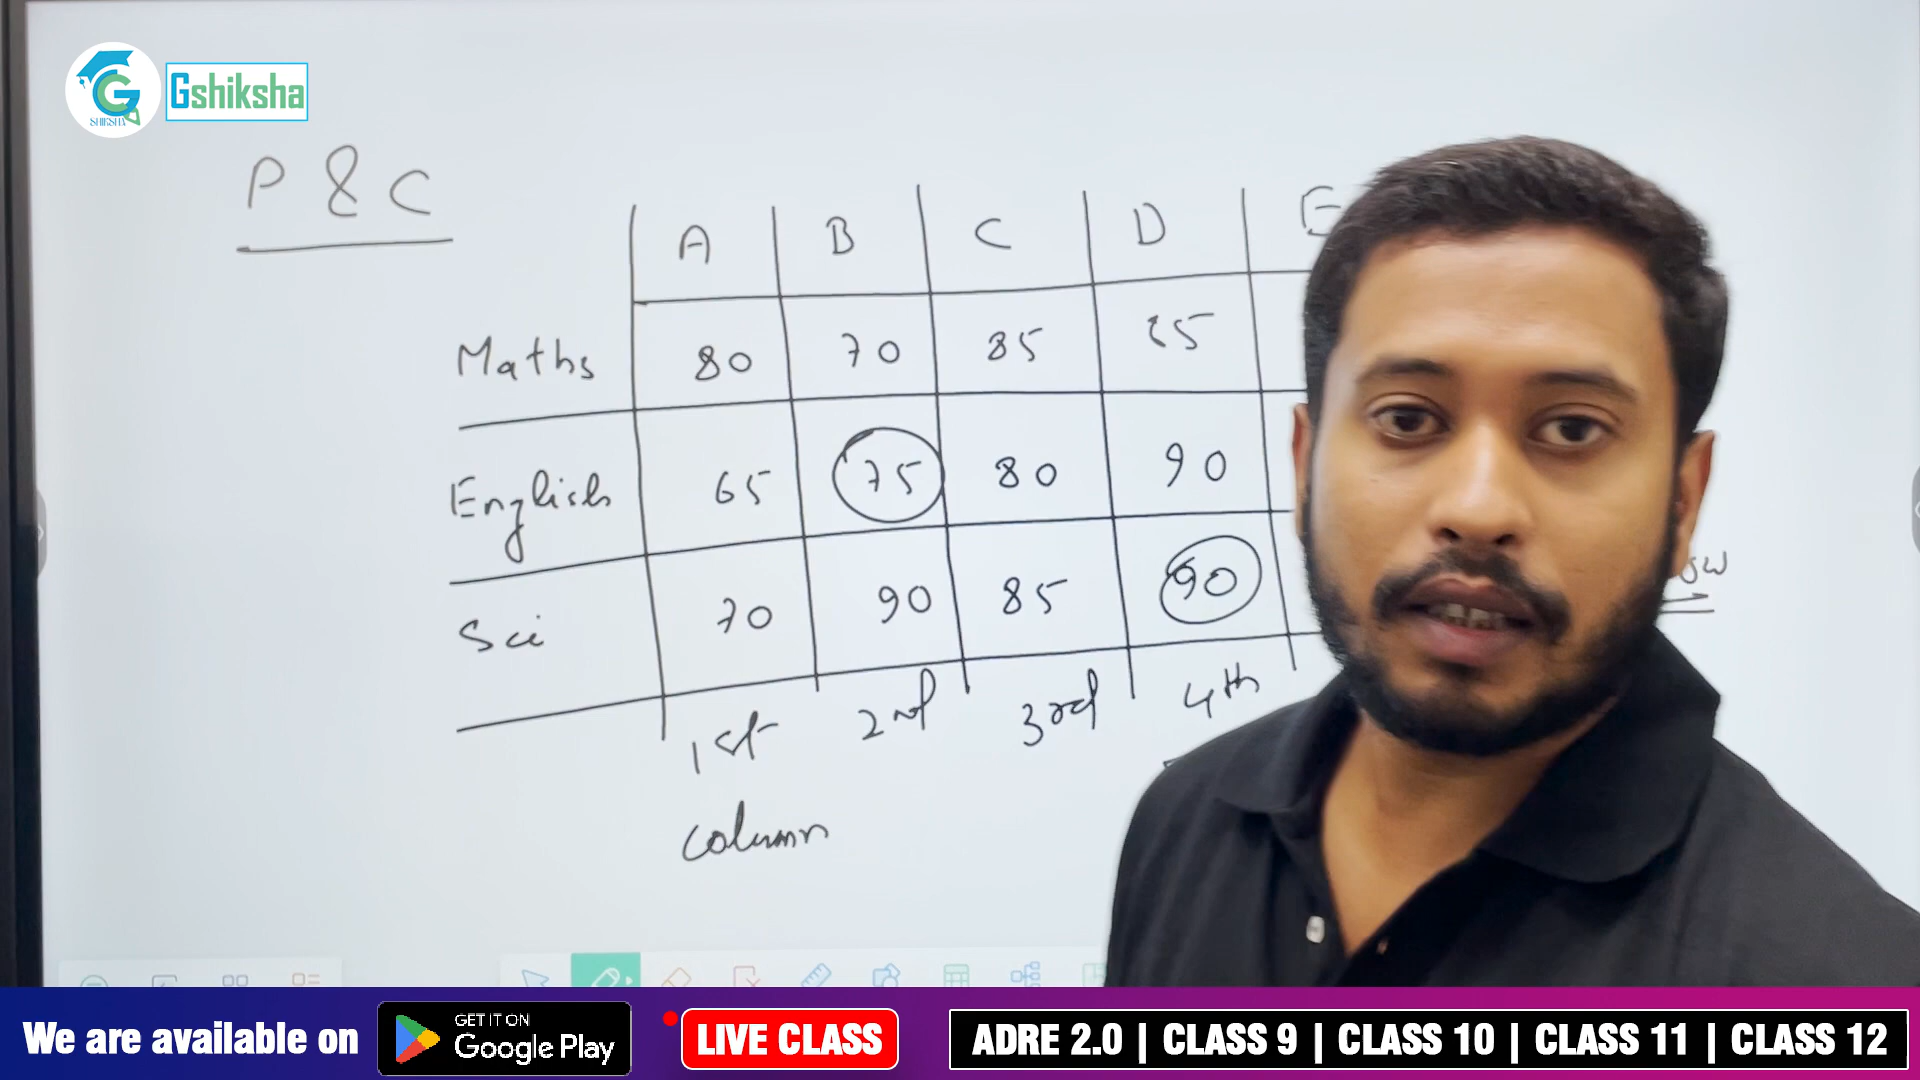 Gshiksha
SHIKSHA
P & C
A B C D E
Maths 80 70 85
English 65 75 80 90
Sci 70 90 85 90
1st 2nd 3rd 4th
column
We are available on
GET IT ON
Google Play
LIVE CLASS
ADRE 2.0 | CLASS 9 | CLASS 10 | CLASS 11 | CLASS 12